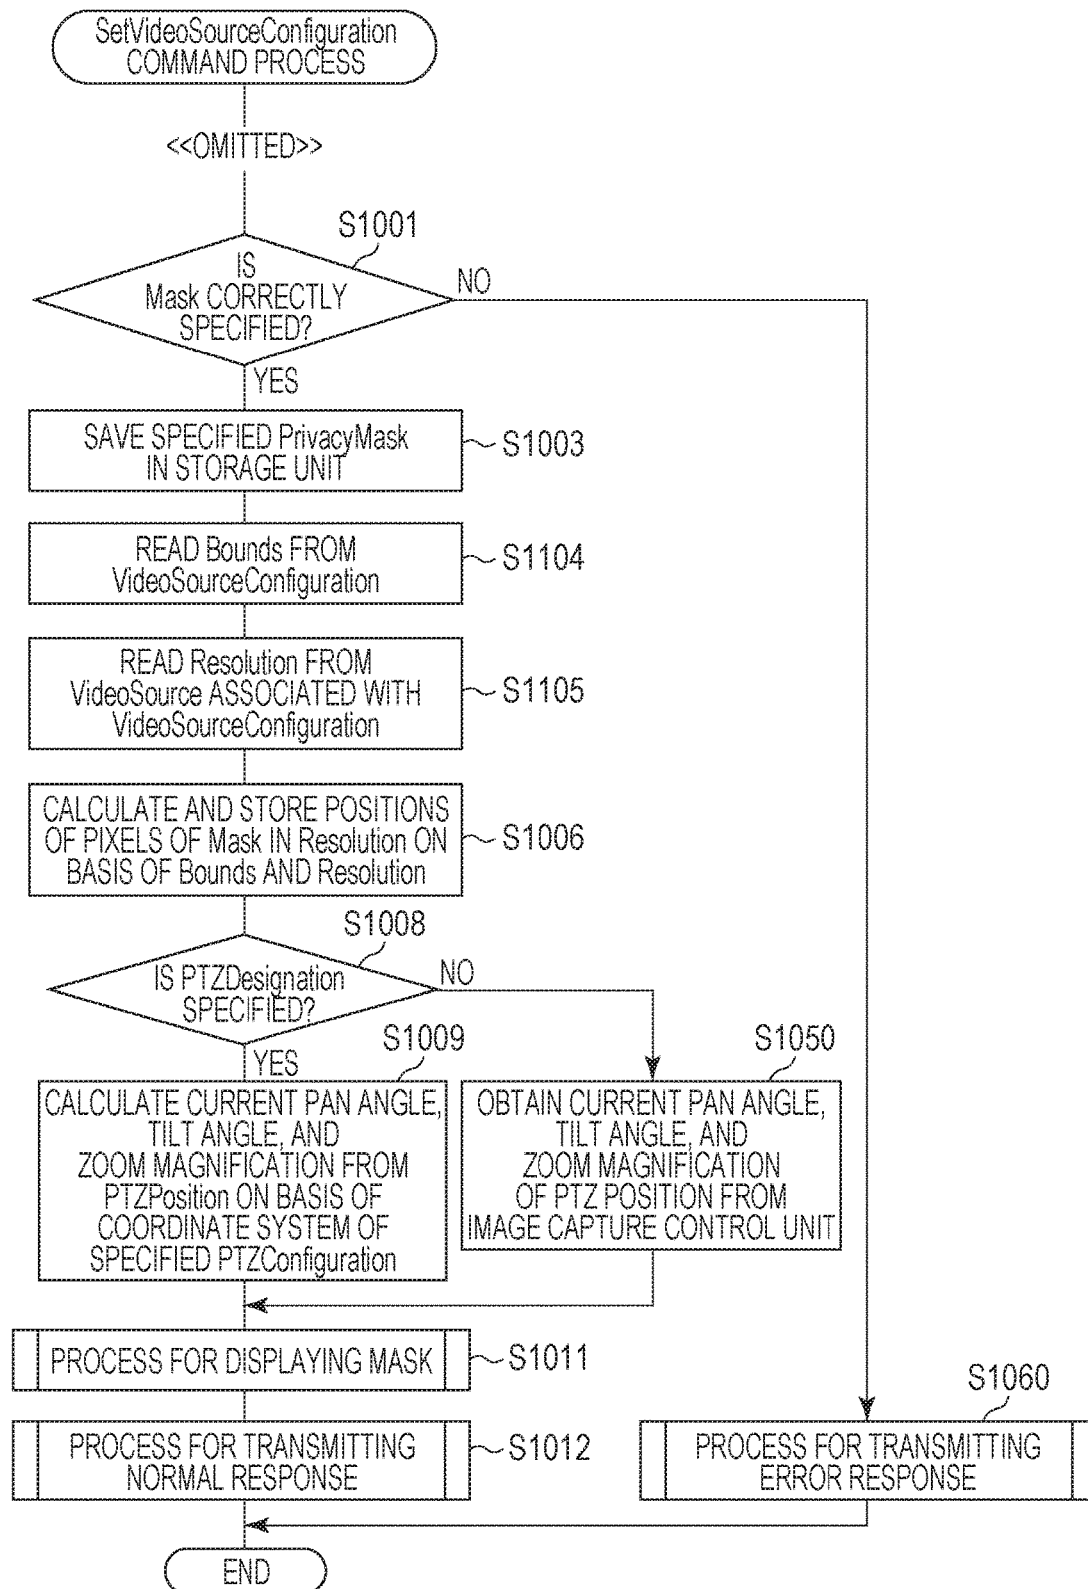 SetVideoSourceConfiguration
COMMAND PROCESS
<<OMITTED>>
S1001
IS
Mask CORRECTLY
SPECIFIED?
NO
YES
SAVE SPECIFIED PrivacyMask
IN STORAGE UNIT
S1003
READ Bounds FROM
VideoSourceConfiguration
S1104
READ Resolution FROM
VideoSource ASSOCIATED WITH
VideoSourceConfiguration
S1105
CALCULATE AND STORE POSITIONS
OF PIXELS OF Mask IN Resolution ON
BASIS OF Bounds AND Resolution
S1006
S1008
IS PTZDesignation
SPECIFIED?
NO
YES
S1009
CALCULATE CURRENT PAN ANGLE,
TILT ANGLE, AND
ZOOM MAGNIFICATION FROM
PTZPosition ON BASIS OF
COORDINATE SYSTEM OF
SPECIFIED PTZConfiguration
S1050
OBTAIN CURRENT PAN ANGLE,
TILT ANGLE, AND
ZOOM MAGNIFICATION
OF PTZ POSITION FROM
IMAGE CAPTURE CONTROL UNIT
PROCESS FOR DISPLAYING MASK
S1011
PROCESS FOR TRANSMITTING
NORMAL RESPONSE
S1012
S1060
PROCESS FOR TRANSMITTING
ERROR RESPONSE
END